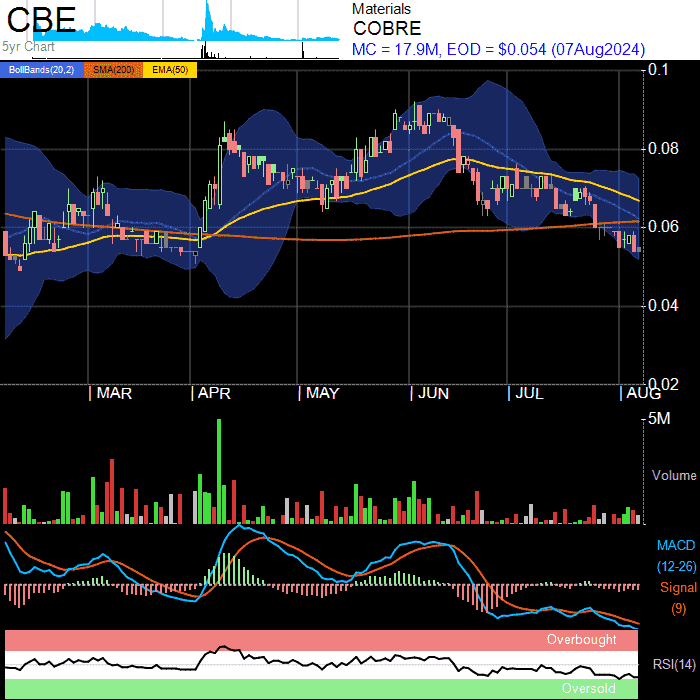 CBE
5yr Chart
Materials
COBRE
MC = 17.9M, EOD = $0.054 (07Aug2024)
BollBands(20,2) SMA(200) EMA(50)
0.1
0.08
0.06
0.04
0.02
MAR APR MAY JUN JUL AUG
5M
Volume
MACD
(12-26)
Signal
(9)
Overbought
RSI(14)
Oversold